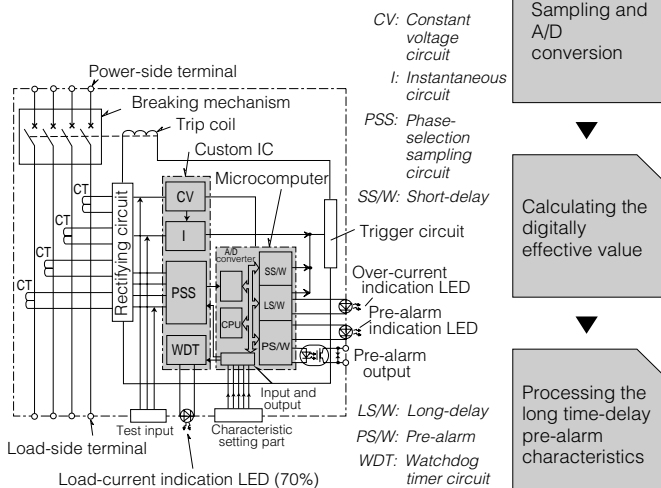 Power-side terminal
Breaking mechanism
Trip coil
Custom IC
Microcomputer
CT
CT
CT
CT
Rectifying circuit
CV
I
PSS
WDT
A/D
converter
CPU
SS/W
LS/W
PS/W
Trigger circuit
Over-current
indication LED
Pre-alarm
indication LED
Pre-alarm
output
Input and
output
Test input
Characteristic
setting part
Load-side terminal
Load-current indication LED (70%)
CV: Constant
voltage
circuit
I: Instantaneous
circuit
PSS: Phase-
selection
sampling
circuit
SS/W: Short-delay
LS/W: Long-delay
PS/W: Pre-alarm
WDT: Watchdog
timer circuit
Sampling and
A/D
conversion
Calculating the
digitally
effective value
Processing the
long time-delay
pre-alarm
characteristics